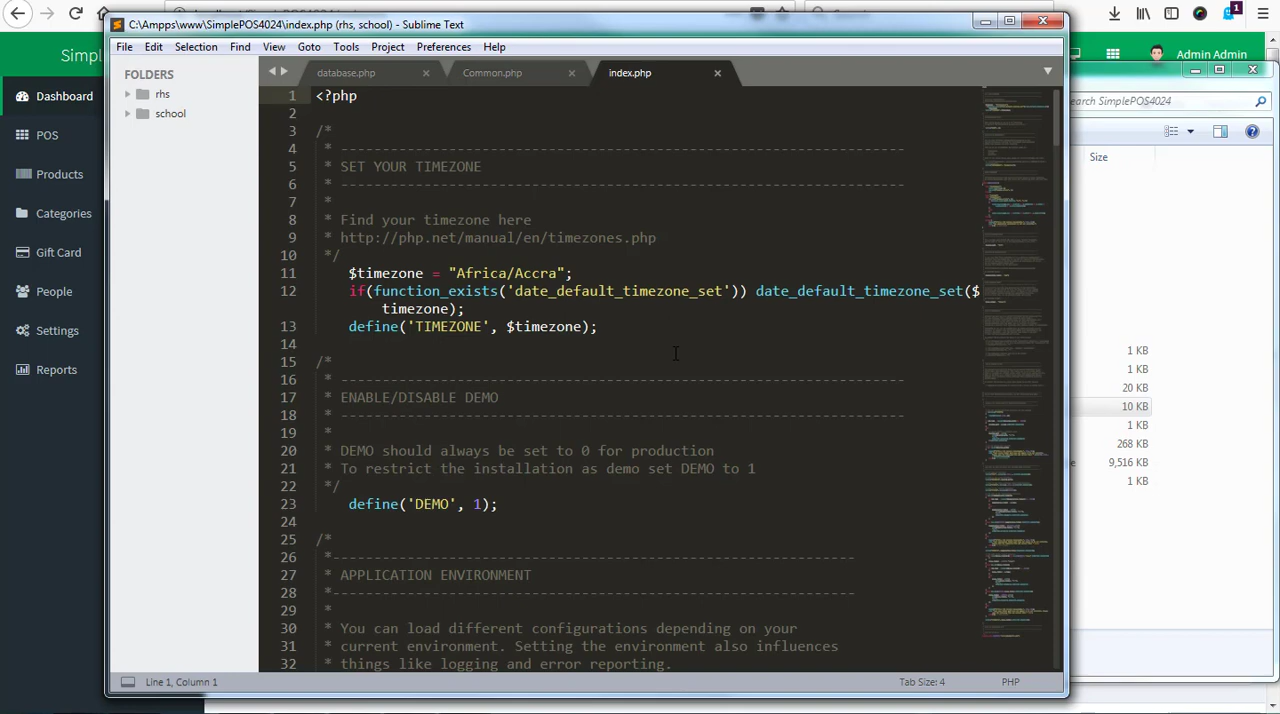 C:\Ampps\www\SimplePOS4024\index.php (rhs, school) - Sublime Text
File Edit Selection Find View Goto Tools Project Preferences Help
1
Simpl
Admin Admin
Dashboard
POS
Products
Categories
Gift Card
People
Settings
Reports
FOLDERS
rhs
school
database.php
Common.php
index.php
1 <?php
2
3 /*
4 * --------------------------------------------------------------------
5 * SET YOUR TIMEZONE
6 * --------------------------------------------------------------------
7 *
8 * Find your timezone here
9 * http://php.net/manual/en/timezones.php
10 */
11 $timezone = "Africa/Accra";
12 if(function_exists('date_default_timezone_set')) date_default_timezone_set($
timezone);
13 define('TIMEZONE', $timezone);
14
15 /*
16 * --------------------------------------------------------------------
17 * ENABLE/DISABLE DEMO
18 * --------------------------------------------------------------------
19 *
20 * DEMO should always be set to 0 for production
21 * To restrict the installation as demo set DEMO to 1
22 */
23 define('DEMO', 1);
24
25 /*
26 *---------------------------------------------------------------
27 * APPLICATION ENVIRONMENT
28 *---------------------------------------------------------------
29 *
30 * You can load different configurations depending on your
31 * current environment. Setting the environment also influences
32 * things like logging and error reporting.
Line 1, Column 1
Tab Size: 4
PHP
earch SimplePOS4024
Size
1 KB
1 KB
20 KB
10 KB
1 KB
268 KB
9,516 KB
1 KB